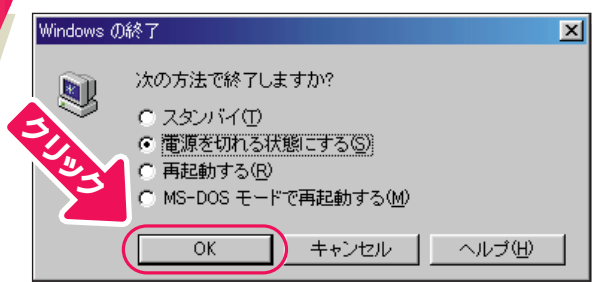 Windows の終了
次の方法で終了しますか?
スタンバイ(T)
電源を切れる状態にする(S)
再起動する(R)
MS-DOS モードで再起動する(M)
クリック
OK キャンセル ヘルプ(H)